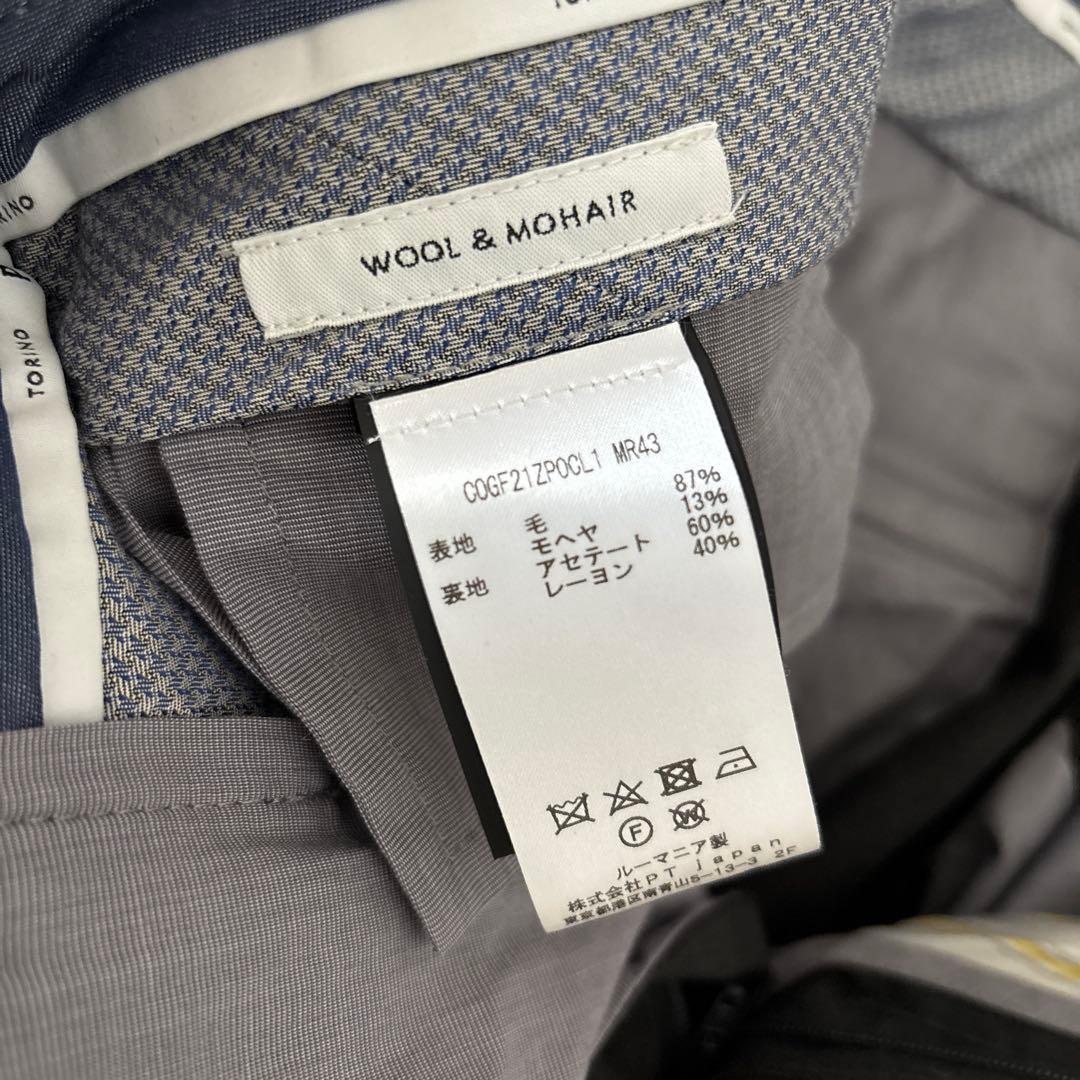 TORINO
WOOL & MOHAIR
COGF21ZPOCL1 MR43
表地 毛 87%
モヘヤ 13%
裏地 アセテート 60%
レーヨン 40%
F
W
ルーマニア製
株式会社PT japan
東京都港区南青山5-13-3 2F